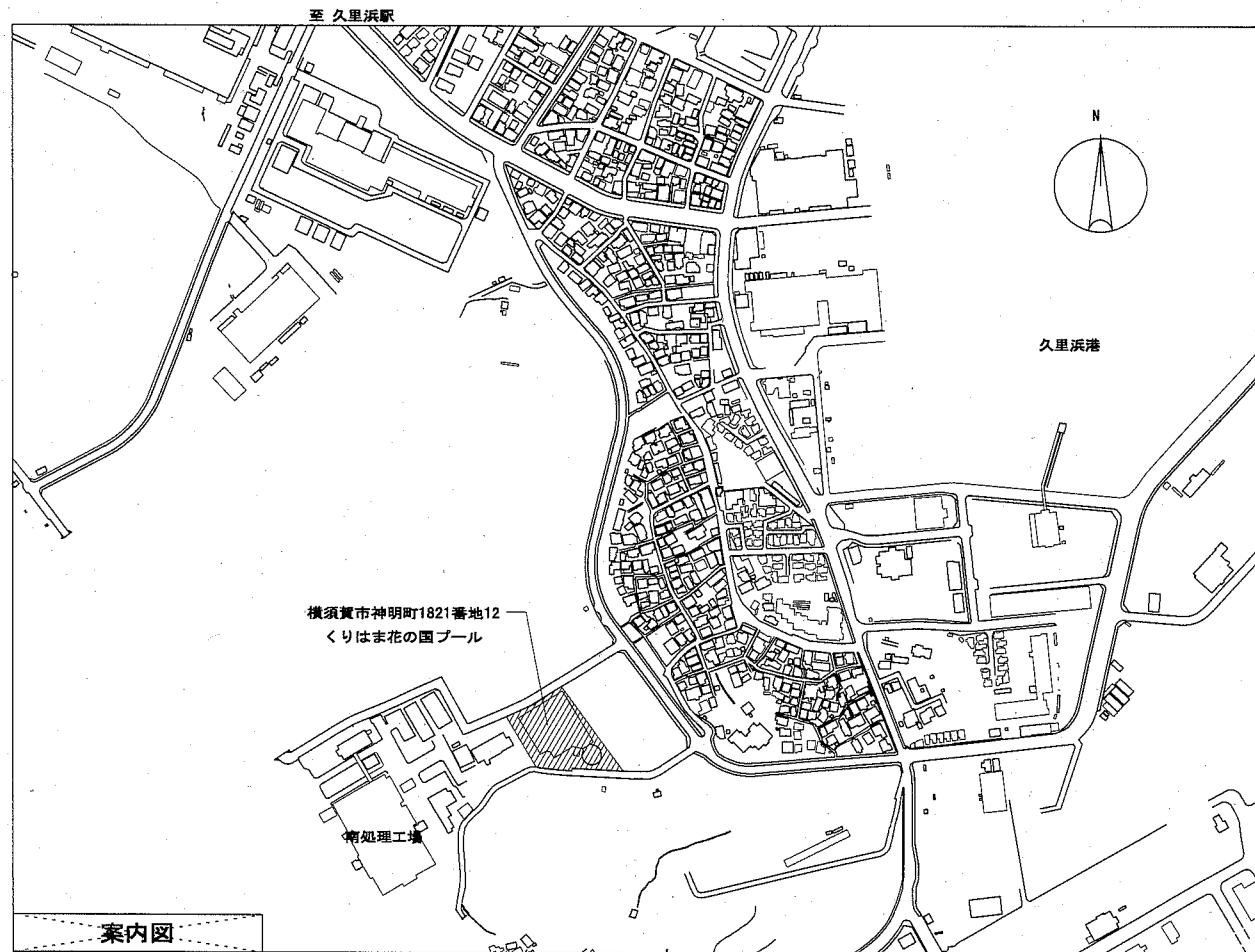 至 久里浜駅
N
久里浜港
横須賀市神明町1821番地12
くりはま花の国プール
南処理工場
案内図